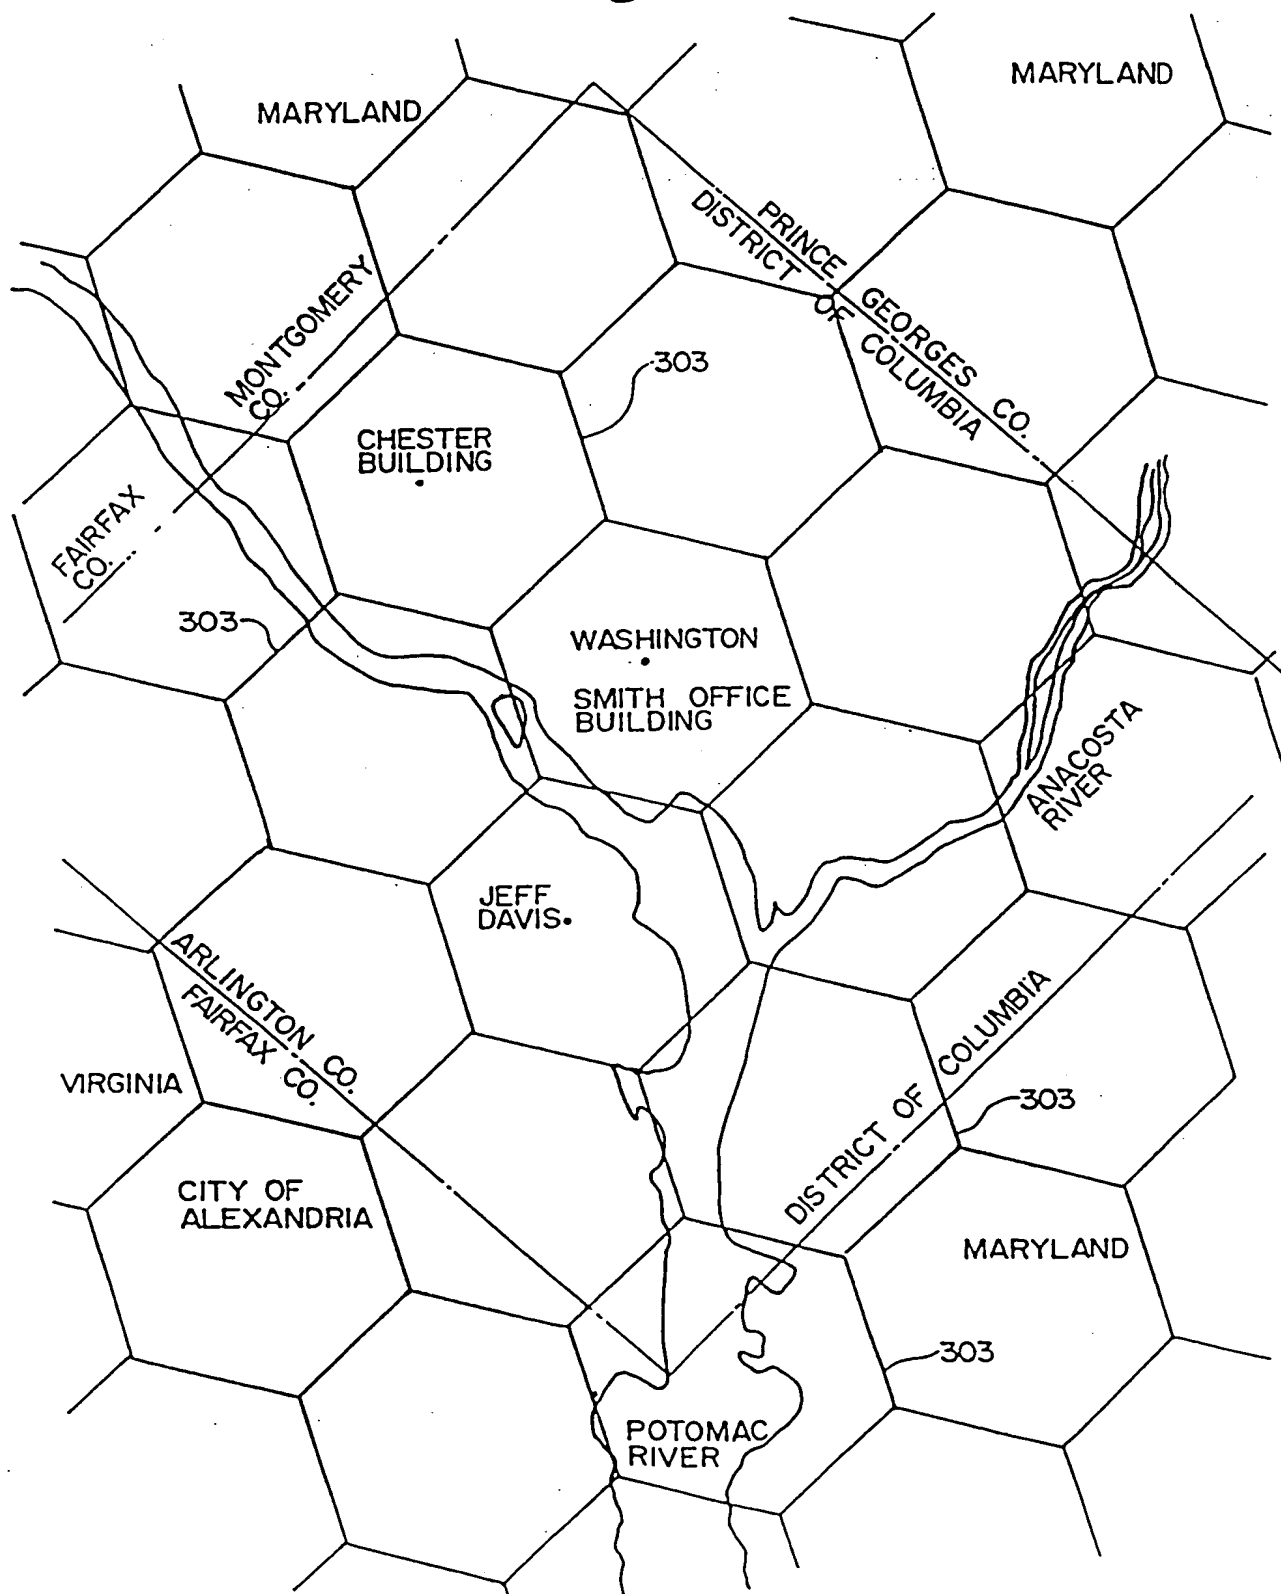 MARYLAND
MARYLAND
PRINCE GEORGES CO.
DISTRICT OF COLUMBIA
MONTGOMERY
CO.
303
CHESTER
BUILDING
FAIRFAX
CO.
303
WASHINGTON
SMITH OFFICE
BUILDING
ANACOSTA
RIVER
JEFF
DAVIS
ARLINGTON CO.
FAIRFAX CO.
DISTRICT OF COLUMBIA
VIRGINIA
303
CITY OF
ALEXANDRIA
MARYLAND
303
POTOMAC
RIVER